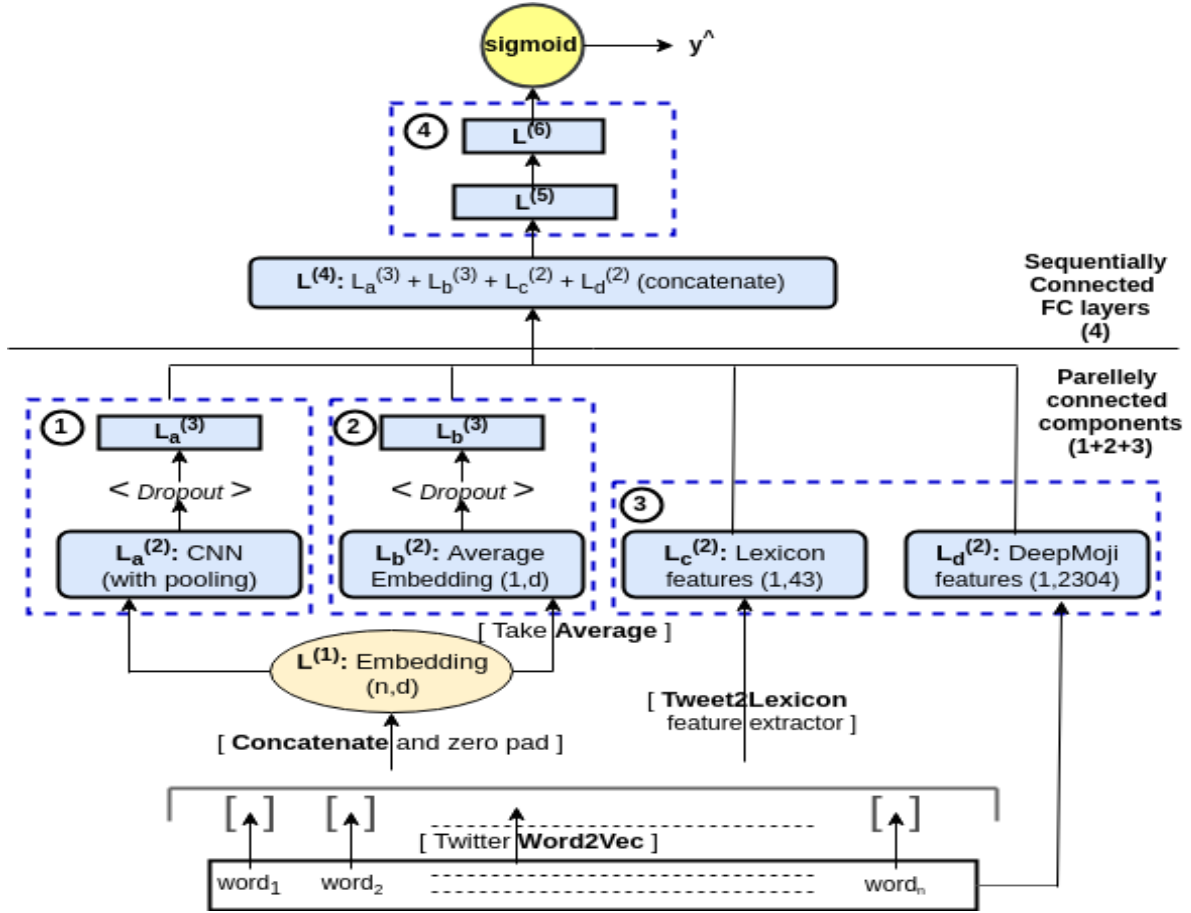 sigmoid
y^
4
L(6)
L(5)
L(4): La(3) + Lb(3) + Lc(2) + Ld(2) (concatenate)
Sequentially
Connected
FC layers
(4)
Parellely
connected
components
(1+2+3)
1
La(3)
< Dropout >
La(2): CNN
(with pooling)
2
Lb(3)
< Dropout >
Lb(2): Average
Embedding (1,d)
3
Lc(2): Lexicon
features (1,43)
Ld(2): DeepMoji
features (1,2304)
[ Take Average ]
L(1): Embedding
(n,d)
[ Tweet2Lexicon
feature extractor ]
[ Concatenate and zero pad ]
[ ] [ ] [ ]
[ Twitter Word2Vec ]
word1 word2 wordn